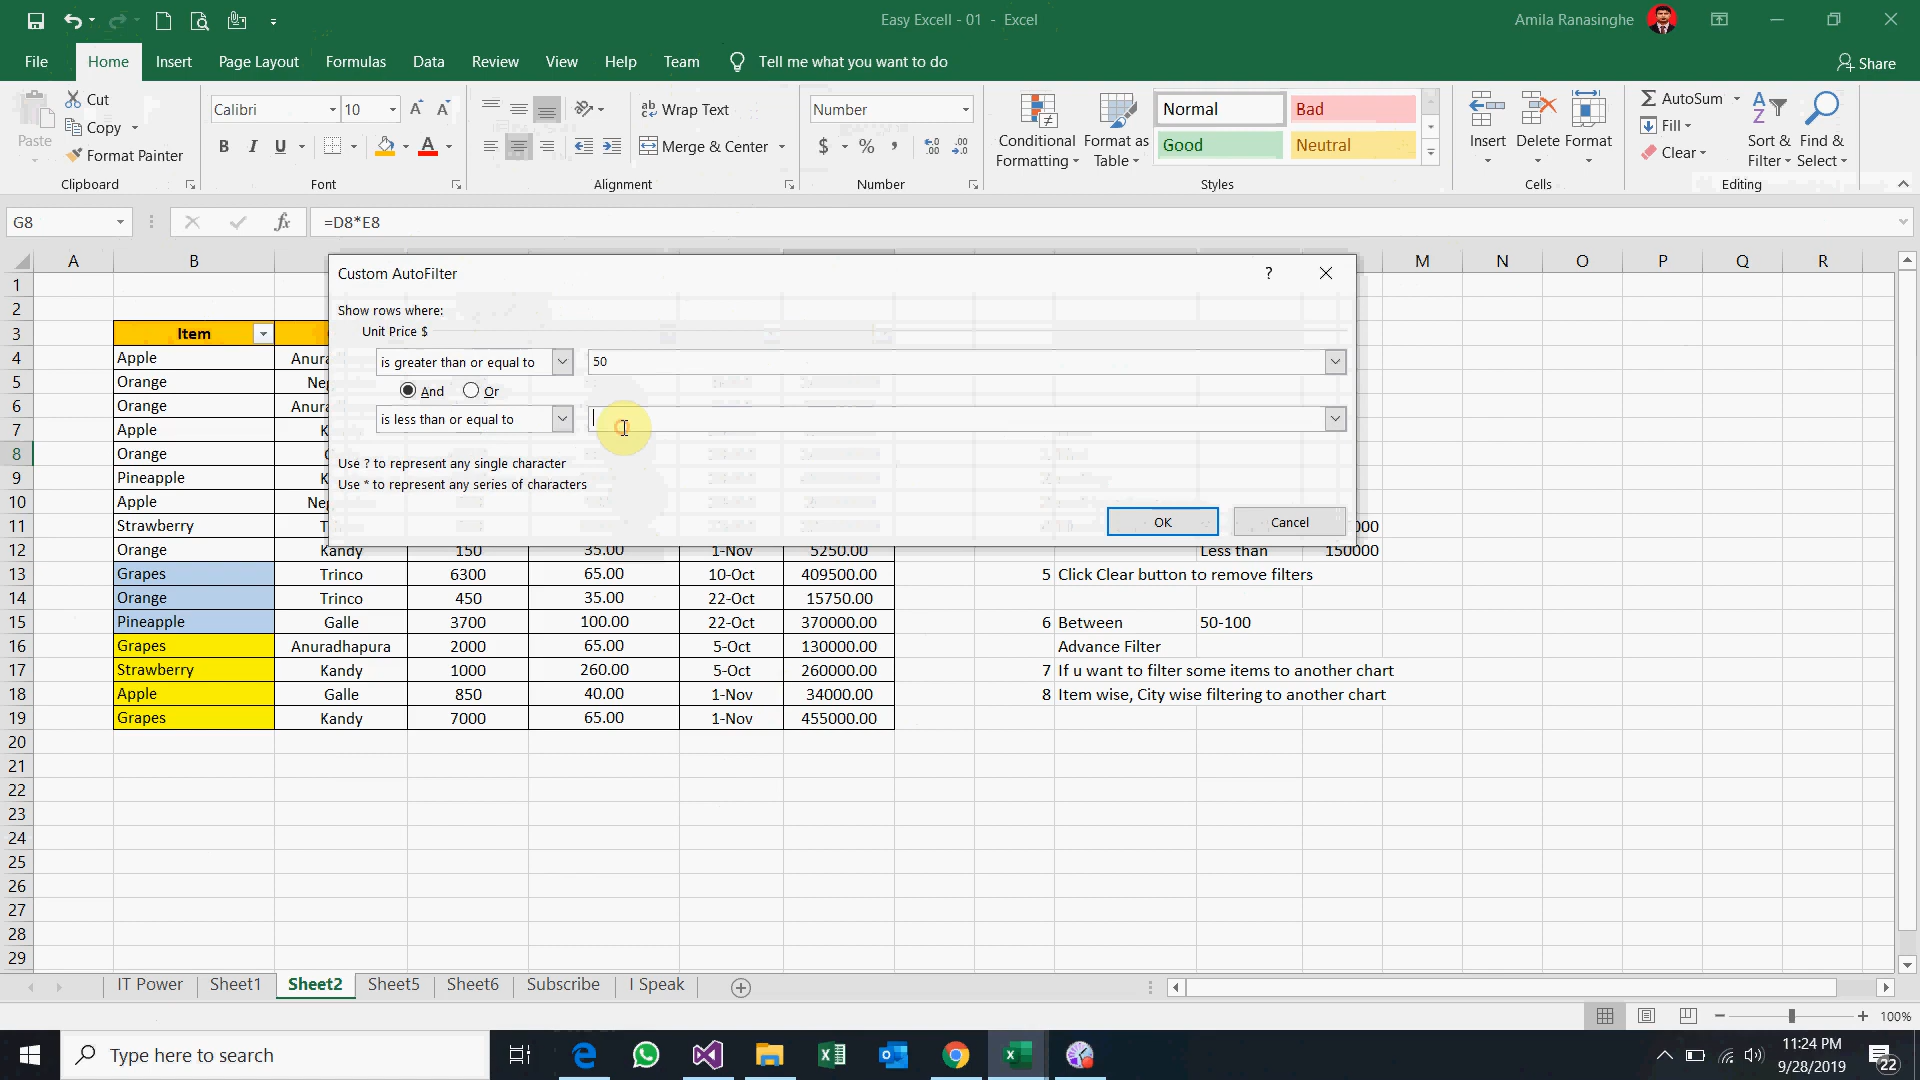 Easy Excell - 01 - Excel
Amila Ranasinghe
File Home Insert Page Layout Formulas Data Review View Help Team Tell me what you want to do Share
Cut
Copy
Format Painter
Paste
Clipboard
Calibri 10
B I U
Font
Wrap Text
Merge & Center
Alignment
Number
$ % ,
Number
Conditional Formatting
Format as Table
Normal Bad
Good Neutral
Styles
Insert Delete Format
Cells
AutoSum
Fill
Clear
Sort & Filter
Find & Select
Editing
G8 fx =D8*E8
A B M N O P Q R
Custom AutoFilter ?
Show rows where:
Unit Price $
is greater than or equal to 50
And Or
is less than or equal to
Use ? to represent any single character
Use * to represent any series of characters
OK Cancel
1
2
3 Item
4 Apple Anura
5 Orange Neg
6 Orange Anura
7 Apple K
8 Orange
9 Pineapple K
10 Apple Neg
11 Strawberry T
12 Orange Kandy 150 35.00 1-Nov 5250.00 Less than 150000
13 Grapes Trinco 6300 65.00 10-Oct 409500.00 5 Click Clear button to remove filters
14 Orange Trinco 450 35.00 22-Oct 15750.00
15 Pineapple Galle 3700 100.00 22-Oct 370000.00 6 Between 50-100
16 Grapes Anuradhapura 2000 65.00 5-Oct 130000.00 Advance Filter
17 Strawberry Kandy 1000 260.00 5-Oct 260000.00 7 If u want to filter some items to another chart
18 Apple Galle 850 40.00 1-Nov 34000.00 8 Item wise, City wise filtering to another chart
19 Grapes Kandy 7000 65.00 1-Nov 455000.00
20
21
22
23
24
25
26
27
28
29
IT Power Sheet1 Sheet2 Sheet5 Sheet6 Subscribe I Speak
100%
Type here to search
11:24 PM
9/28/2019
22